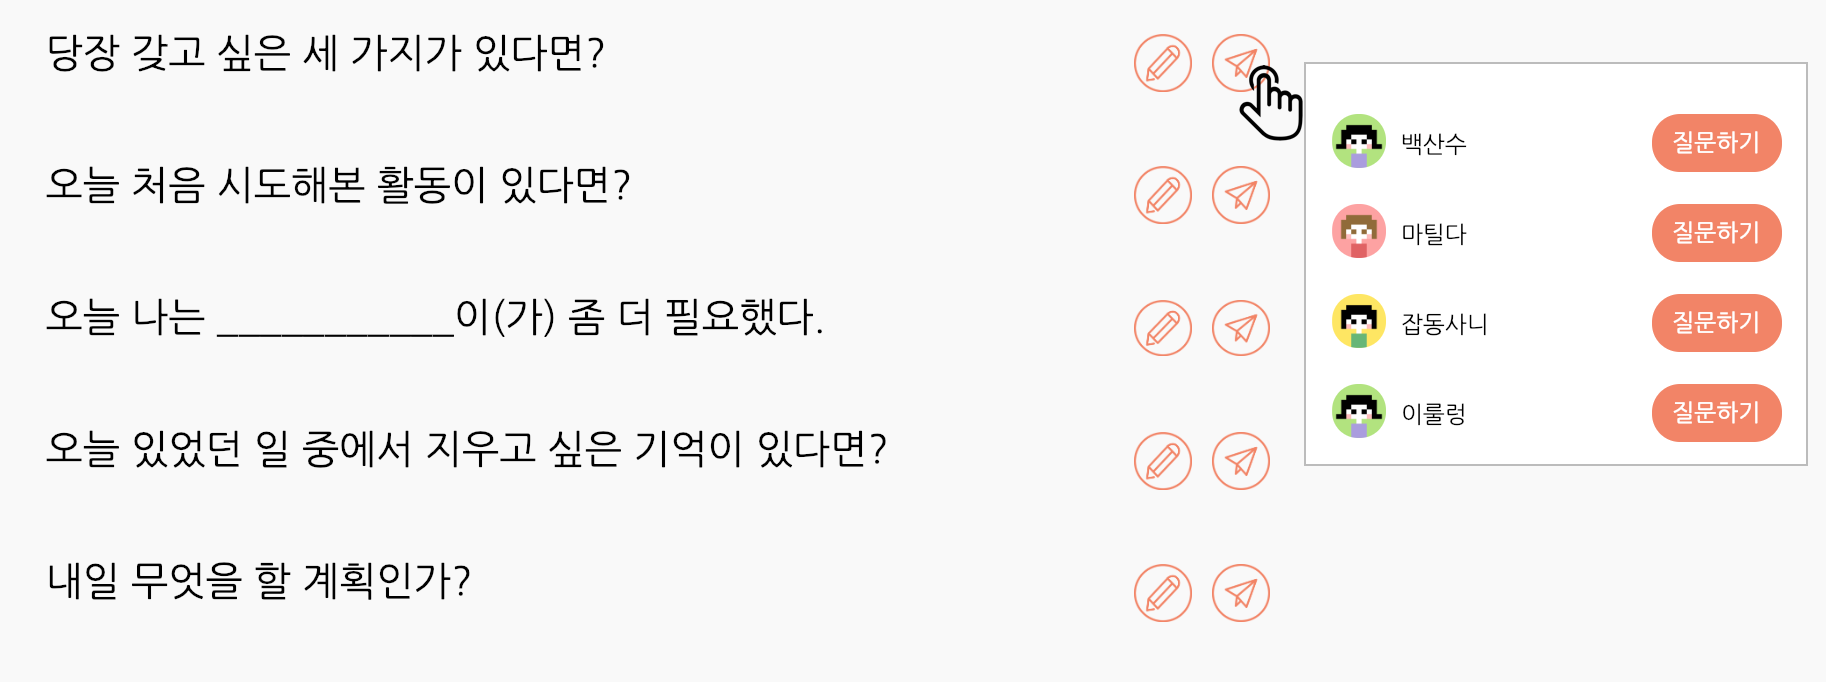 당장 갖고 싶은 세 가지가 있다면?
오늘 처음 시도해본 활동이 있다면?
오늘 나는 ___________이(가) 좀 더 필요했다.
오늘 있었던 일 중에서 지우고 싶은 기억이 있다면?
내일 무엇을 할 계획인가?
백산수 질문하기
마틸다 질문하기
잡동사니 질문하기
이룰렁 질문하기